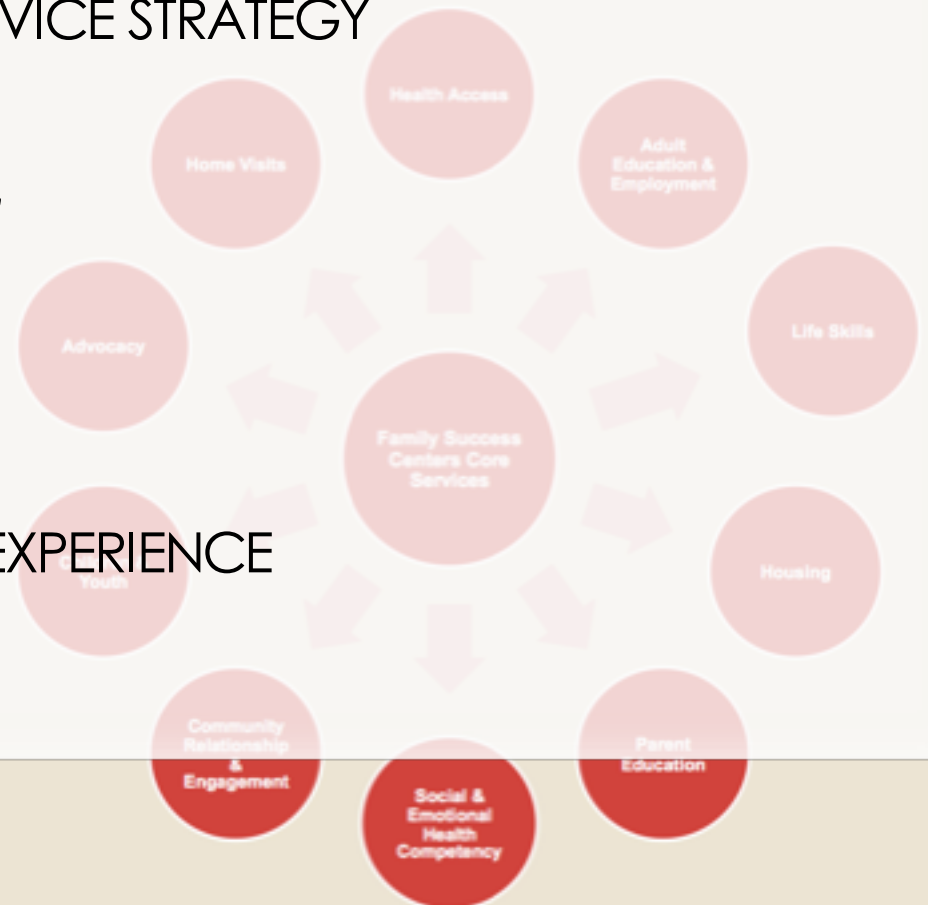 VICE STRATEGY
Health Access
Home Visits
Adult
Education &
Employment
Advocacy
Life Skills
Family Success
Centers Core
Services
EXPERIENCE
Youth
Housing
Community
Relationship
&
Engagement
Parent
Education
Social &
Emotional
Health
Competency